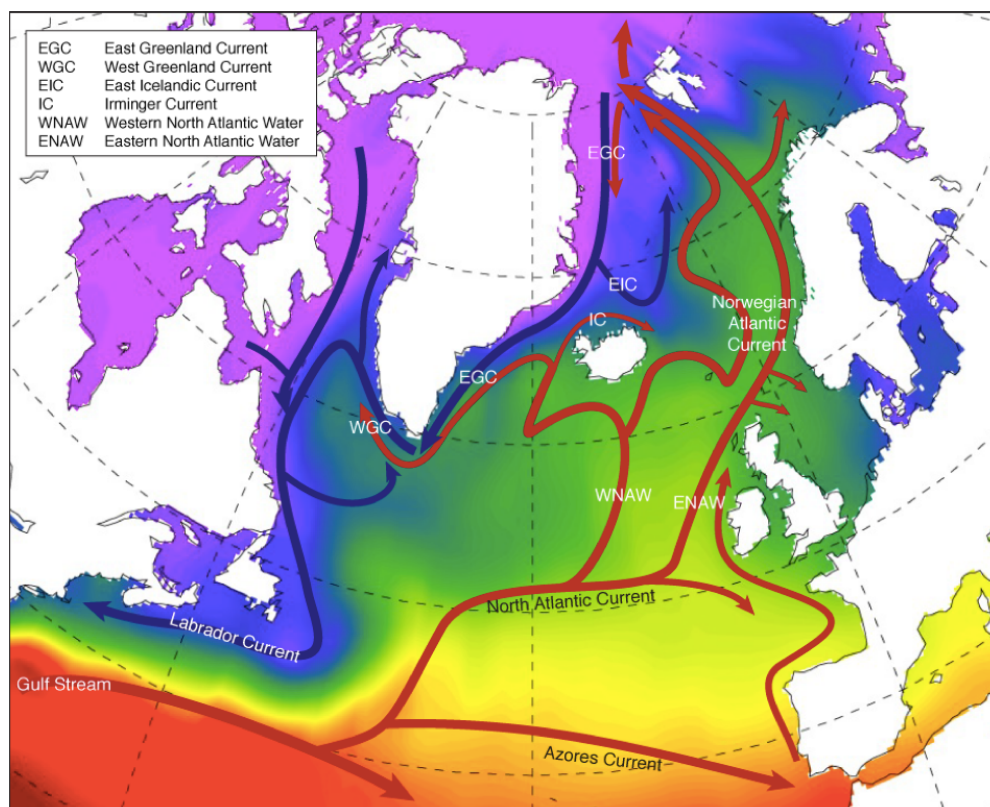 EGC East Greenland Current
WGC West Greenland Current
EIC East Icelandic Current
IC Irminger Current
WNAW Western North Atlantic Water
ENAW Eastern North Atlantic Water
EGC
EIC
IC
Norwegian
Atlantic
Current
EGC
WGC
WNAW
ENAW
North Atlantic Current
Labrador Current
Gulf Stream
Azores Current